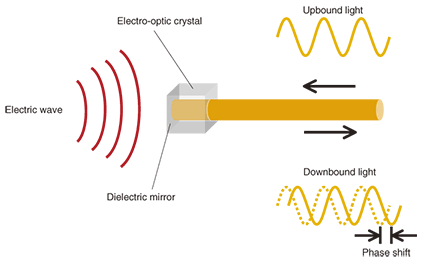 Upbound light
Electro-optic crystal
Electric wave
Dielectric mirror
Downbound light
Phase shift